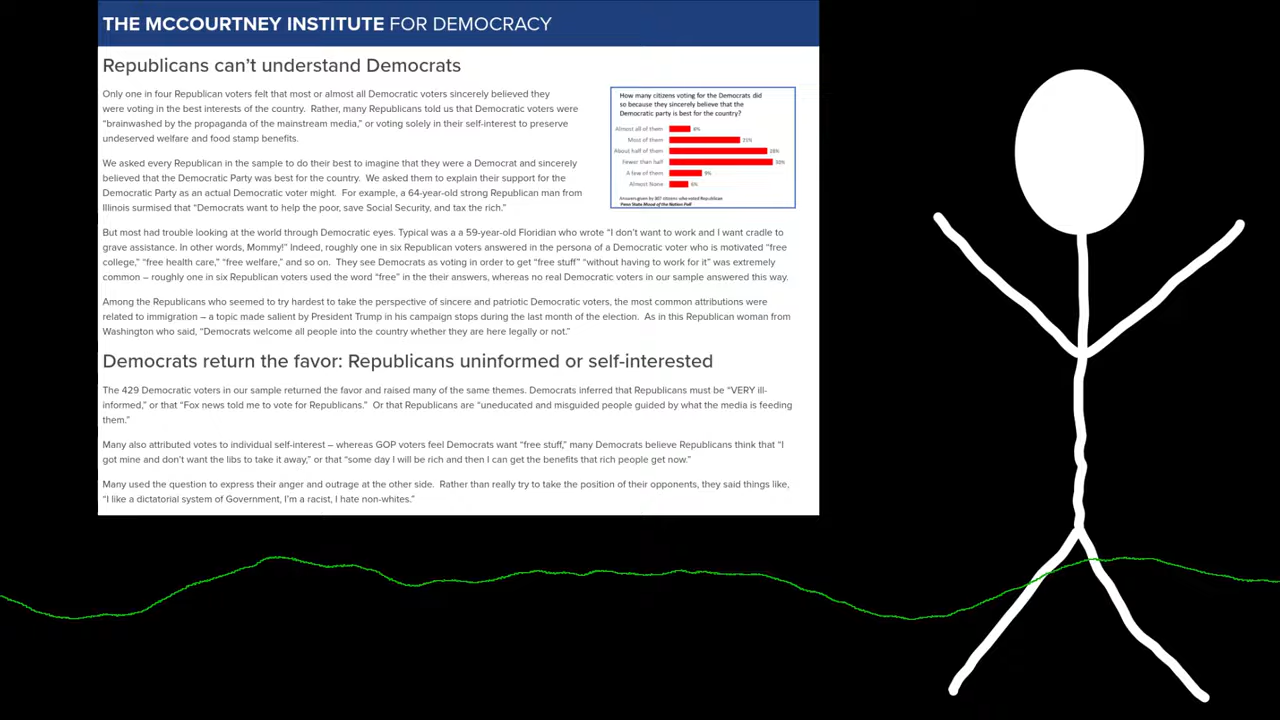 THE MCCOURTNEY INSTITUTE FOR DEMOCRACY
Republicans can’t understand Democrats
Only one in four Republican voters felt that most or almost all Democratic voters sincerely believed they
were voting in the best interests of the country.  Rather, many Republicans told us that Democratic voters were
“brainwashed by the propaganda of the mainstream media,” or voting solely in their self-interest to preserve
undeserved welfare and food stamp benefits.
We asked every Republican in the sample to do their best to imagine that they were a Democrat and sincerely
believed that the Democratic Party was best for the country.  We asked them to explain their support for the
Democratic Party as an actual Democratic voter might.  For example, a 64-year-old strong Republican man from
Illinois surmised that “Democrats want to help the poor, save Social Security, and tax the rich.”
How many citizens voting for the Democrats did
so because they sincerely believe that the
Democratic party is best for the country?
Almost all of them 6%
Most of them 21%
About half of them 28%
Fewer than half 30%
A few of them 9%
Almost None 5%
Answers given by 307 citizens who voted Republican
Penn State Mood of the Nation Poll
But most had trouble looking at the world through Democratic eyes. Typical was a a 59-year-old Floridian who wrote “I don’t want to work and I want cradle to
grave assistance. In other words, Mommy!” Indeed, roughly one in six Republican voters answered in the persona of a Democratic voter who is motivated “free
college,” “free health care,” “free welfare,” and so on.  They see Democrats as voting in order to get “free stuff” “without having to work for it” was extremely
common – roughly one in six Republican voters used the word “free” in the their answers, whereas no real Democratic voters in our sample answered this way.
Among the Republicans who seemed to try hardest to take the perspective of sincere and patriotic Democratic voters, the most common attributions were
related to immigration – a topic made salient by President Trump in his campaign stops during the last month of the election.  As in this Republican woman from
Washington who said, “Democrats welcome all people into the country whether they are here legally or not.”
Democrats return the favor: Republicans uninformed or self-interested
The 429 Democratic voters in our sample returned the favor and raised many of the same themes. Democrats inferred that Republicans must be “VERY ill-
informed,” or that “Fox news told me to vote for Republicans.”  Or that Republicans are “uneducated and misguided people guided by what the media is feeding
them.”
Many also attributed votes to individual self-interest – whereas GOP voters feel Democrats want “free stuff,” many Democrats believe Republicans think that “I
got mine and don’t want the libs to take it away,” or that “some day I will be rich and then I can get the benefits that rich people get now.”
Many used the question to express their anger and outrage at the other side.  Rather than really try to take the position of their opponents, they said things like,
“I like a dictatorial system of Government, I’m a racist, I hate non-whites.”